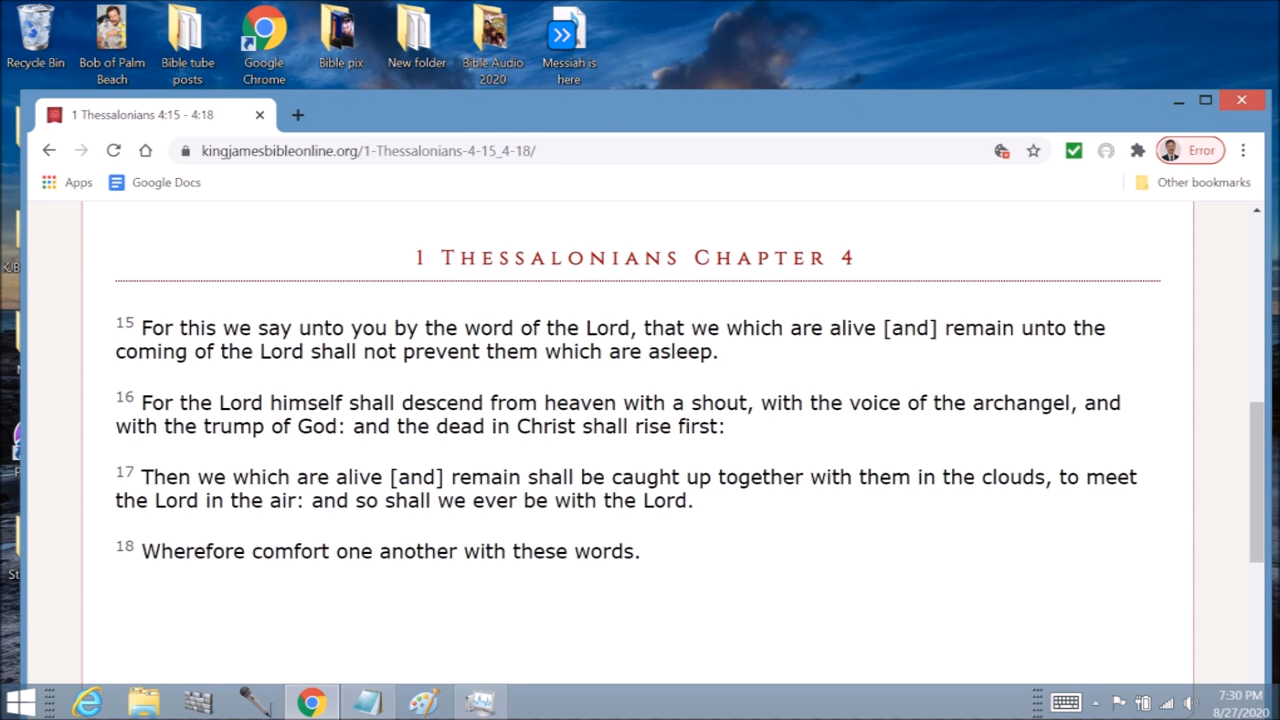 Recycle Bin
Bob of Palm Beach
Bible tube posts
Google Chrome
Bible pix
New folder
Bible Audio 2020
Messiah is here
1 Thessalonians 4:15 - 4:18
kingjamesbibleonline.org/1-Thessalonians-4-15_4-18/
Error
Apps
Google Docs
Other bookmarks
1 Thessalonians Chapter 4
15 For this we say unto you by the word of the Lord, that we which are alive [and] remain unto the
coming of the Lord shall not prevent them which are asleep.
16 For the Lord himself shall descend from heaven with a shout, with the voice of the archangel, and
with the trump of God: and the dead in Christ shall rise first:
17 Then we which are alive [and] remain shall be caught up together with them in the clouds, to meet
the Lord in the air: and so shall we ever be with the Lord.
18 Wherefore comfort one another with these words.
7:30 PM
8/27/2020